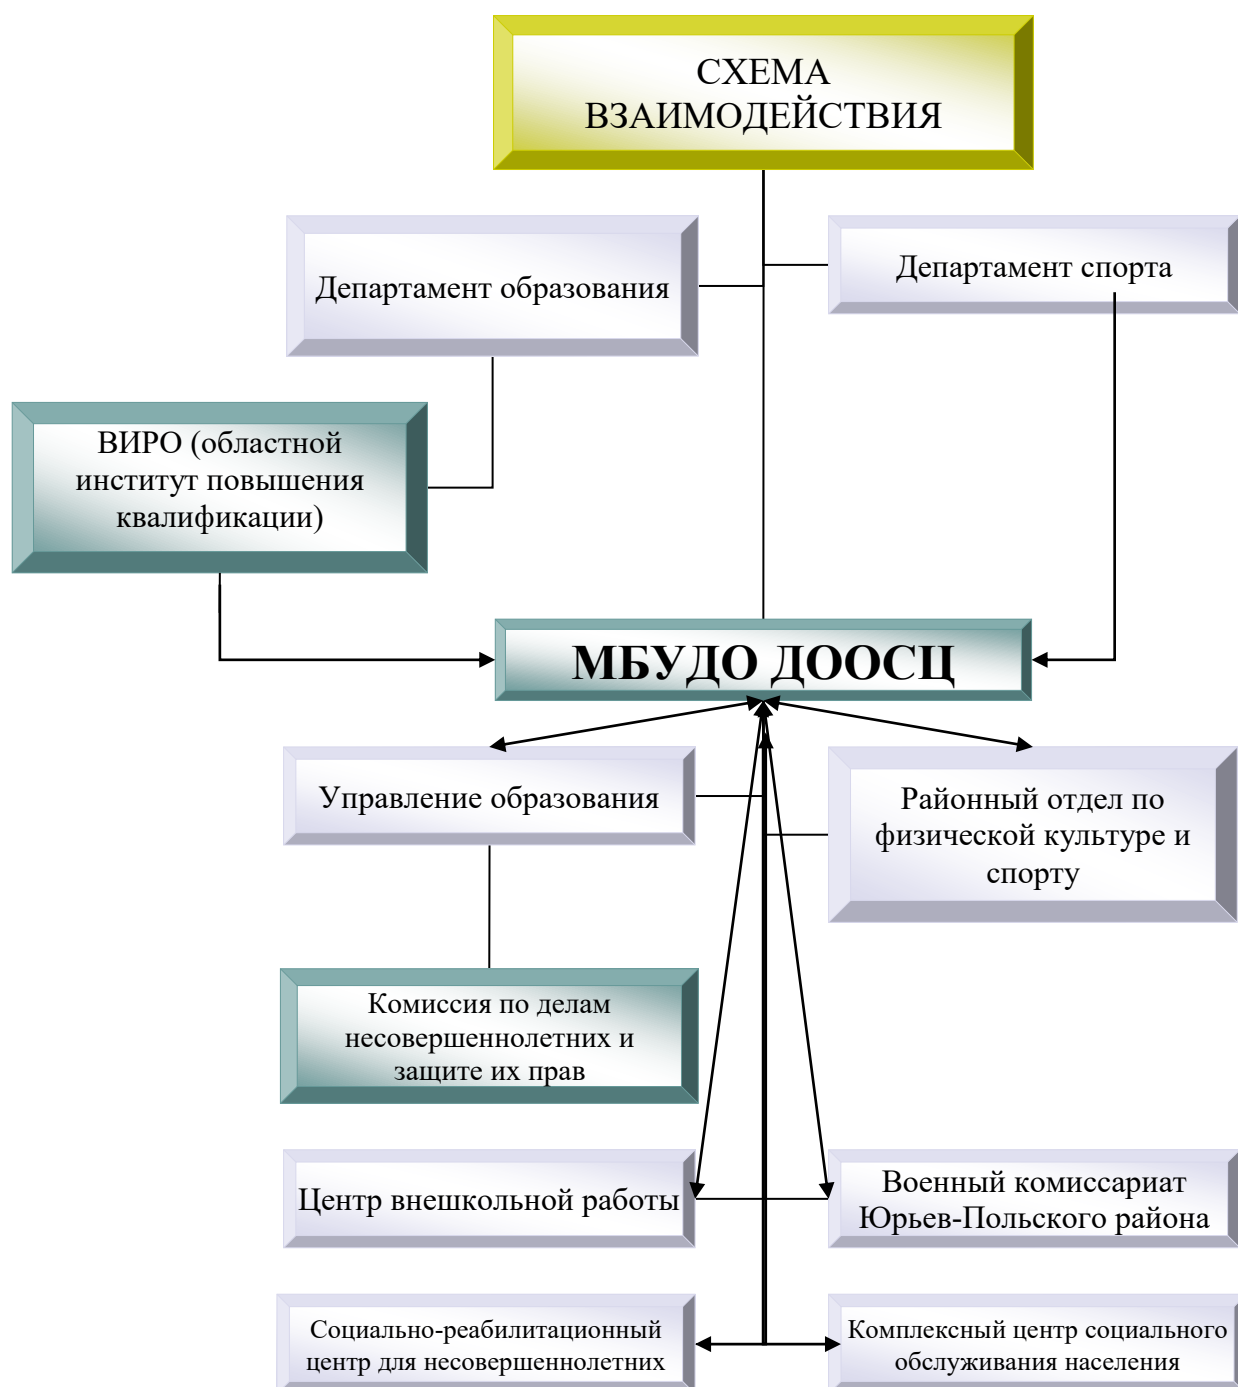 СХЕМА
ВЗАИМОДЕЙСТВИЯ
Департамент образования
Департамент спорта
ВИРО (областной
институт повышения
квалификации)
МБУДО ДООСЦ
Управление образования
Районный отдел по
физической культуре и
спорту
Комиссия по делам
несовершеннолетних и
защите их прав
Центр внешкольной работы
Военный комиссариат
Юрьев-Польского района
Социально-реабилитационный
центр для несовершеннолетних
Комплексный центр социального
обслуживания населения